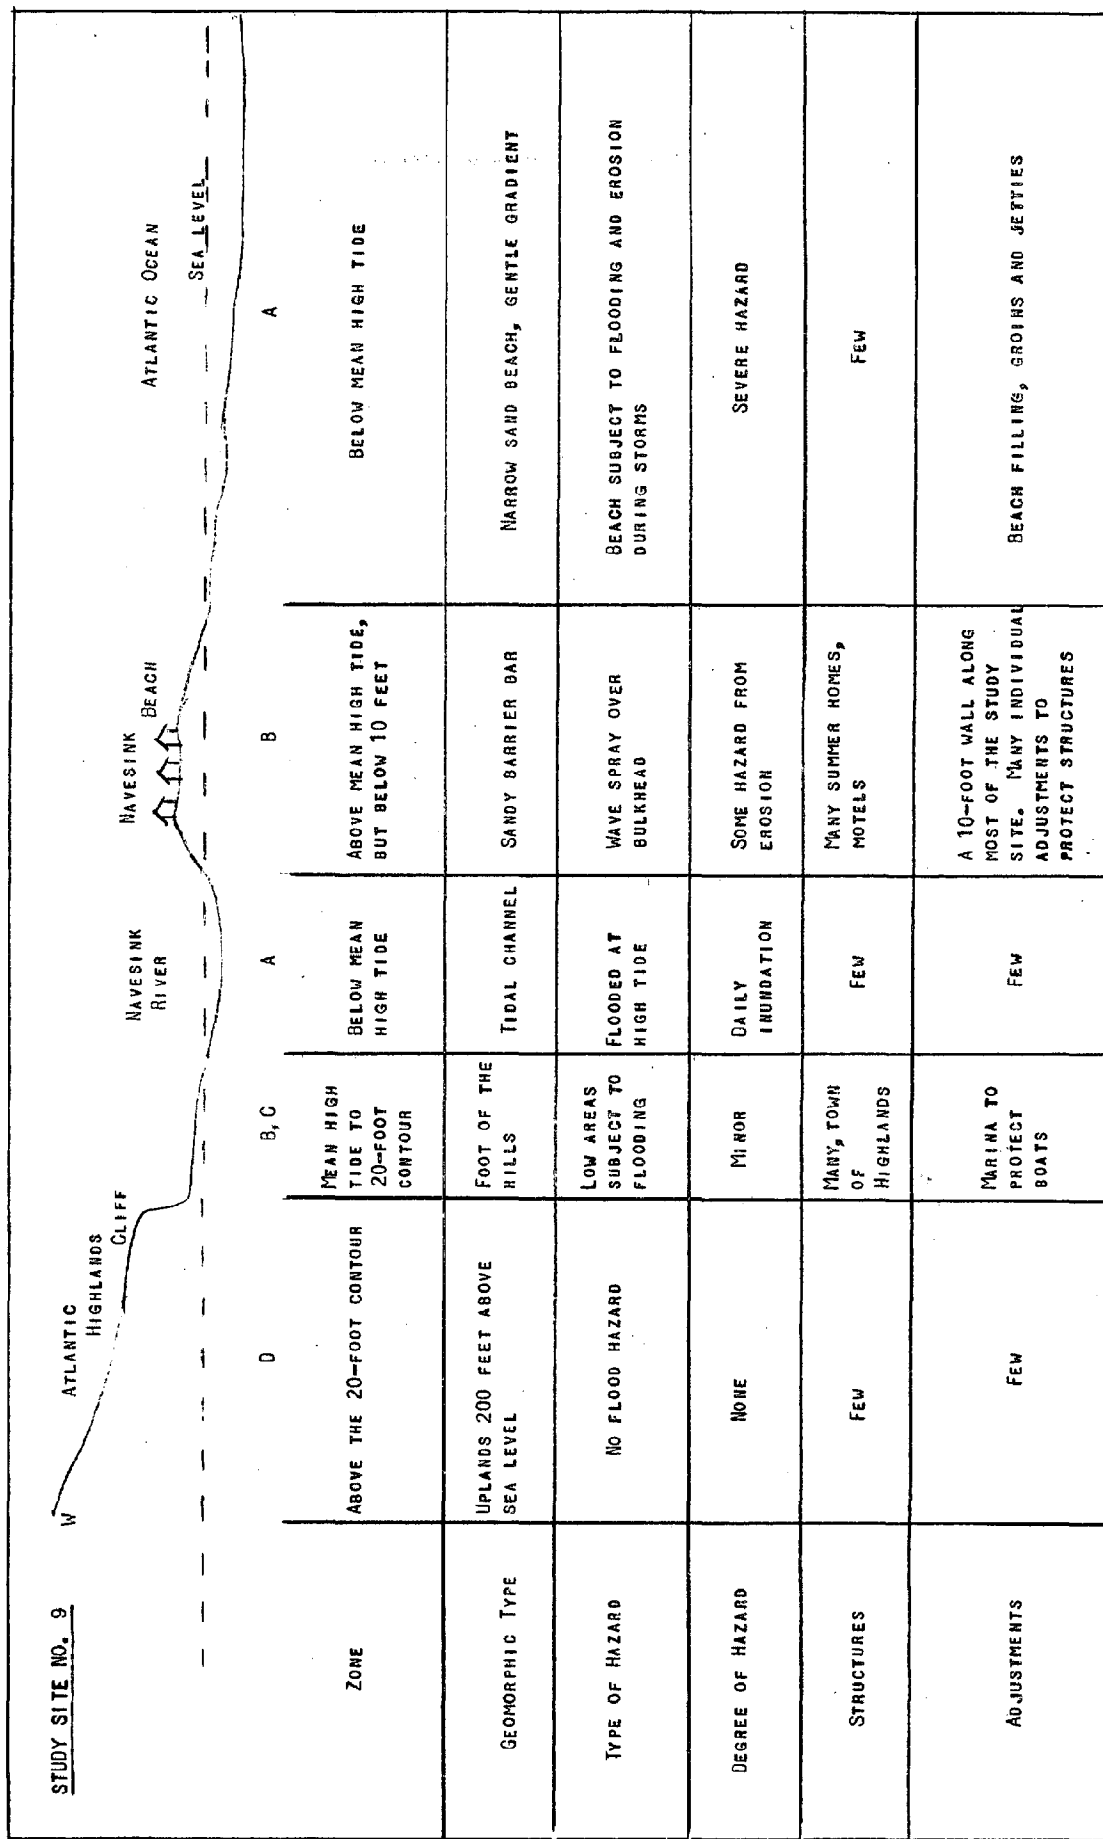 STUDY SITE NO. 9
W
ATLANTIC
HIGHLANDS
CLIFF
NAVESINK
RIVER
NAVESINK
BEACH
ATLANTIC OCEAN
SEA LEVEL
D
B, C
A
B
A
ZONE
ABOVE THE 20-FOOT CONTOUR
MEAN HIGH
TIDE TO
20-FOOT
CONTOUR
BELOW MEAN
HIGH TIDE
ABOVE MEAN HIGH TIDE,
BUT BELOW 10 FEET
BELOW MEAN HIGH TIDE
GEOMORPHIC TYPE
UPLANDS 200 FEET ABOVE
SEA LEVEL
FOOT OF THE
HILLS
TIDAL CHANNEL
SANDY BARRIER BAR
NARROW SAND BEACH, GENTLE GRADIENT
TYPE OF HAZARD
NO FLOOD HAZARD
LOW AREAS
SUBJECT TO
FLOODING
FLOODED AT
HIGH TIDE
WAVE SPRAY OVER
BULKHEAD
BEACH SUBJECT TO FLOODING AND EROSION
DURING STORMS
DEGREE OF HAZARD
NONE
MINOR
DAILY
INUNDATION
SOME HAZARD FROM
EROSION
SEVERE HAZARD
STRUCTURES
FEW
MANY, TOWN
OF
HIGHLANDS
FEW
MANY SUMMER HOMES,
MOTELS
FEW
ADJUSTMENTS
FEW
MARINA TO
PROTECT
BOATS
FEW
A 10-FOOT WALL ALONG
MOST OF THE STUDY
SITE. MANY INDIVIDUAL
ADJUSTMENTS TO
PROTECT STRUCTURES
BEACH FILLING, GROINS AND JETTIES